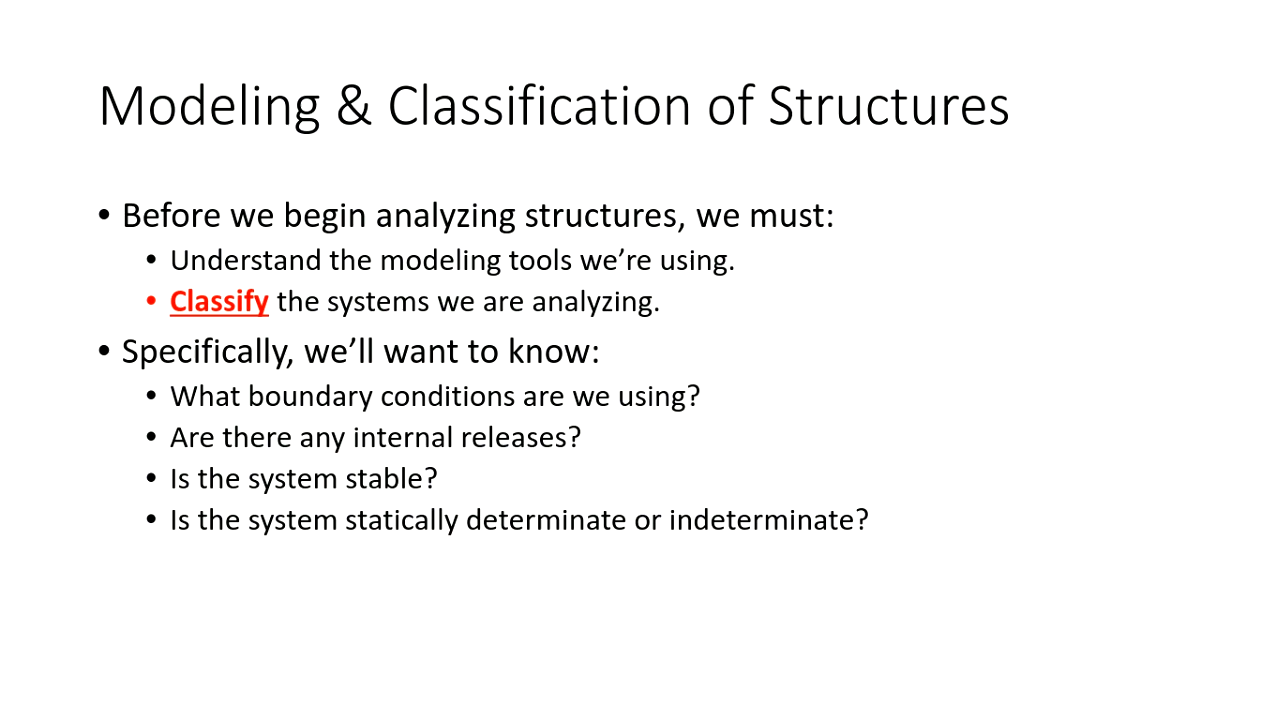 Modeling & Classification of Structures
• Before we begin analyzing structures, we must:
• Understand the modeling tools we’re using.
• Classify the systems we are analyzing.
• Specifically, we’ll want to know:
• What boundary conditions are we using?
• Are there any internal releases?
• Is the system stable?
• Is the system statically determinate or indeterminate?